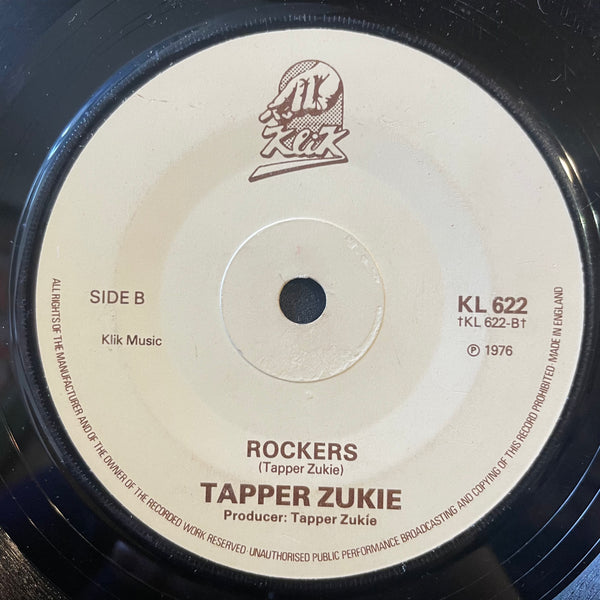 Klik
SIDE B
Klik Music
KL 622
†KL 622-B†
℗ 1976
ROCKERS
(Tapper Zukie)
TAPPER ZUKIE
Producer: Tapper Zukie
ALL RIGHTS OF THE MANUFACTURER AND OF THE OWNER OF THE RECORDED WORK RESERVED · UNAUTHORISED PUBLIC PERFORMANCE BROADCASTING AND COPYING OF THIS RECORD PROHIBITED · MADE IN ENGLAND